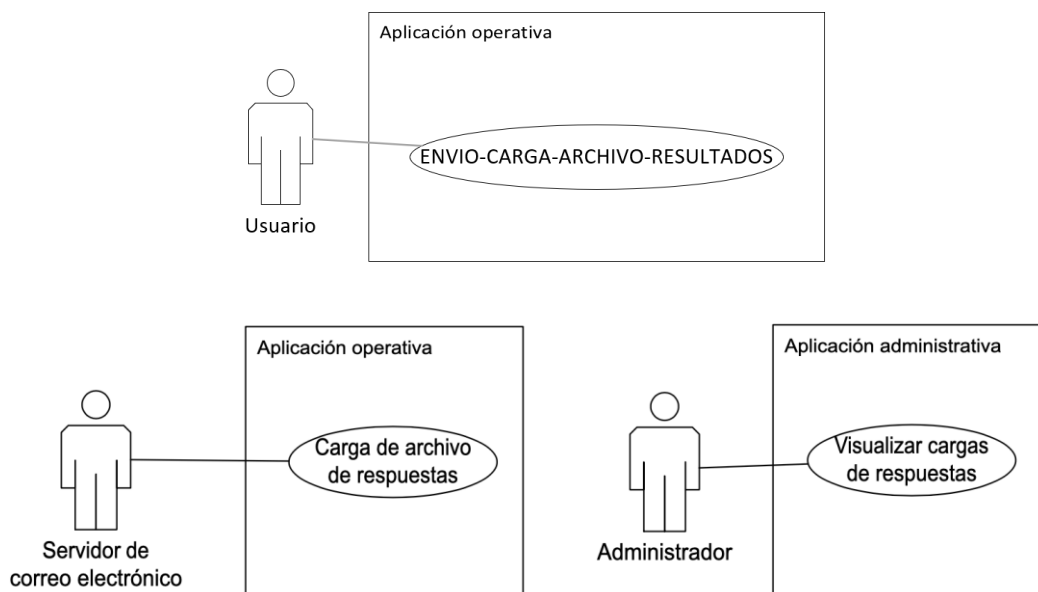 Aplicación operativa
ENVIO-CARGA-ARCHIVO-RESULTADOS
Usuario
Aplicación operativa
Carga de archivo
de respuestas
Servidor de
correo electrónico
Aplicación administrativa
Visualizar cargas
de respuestas
Administrador